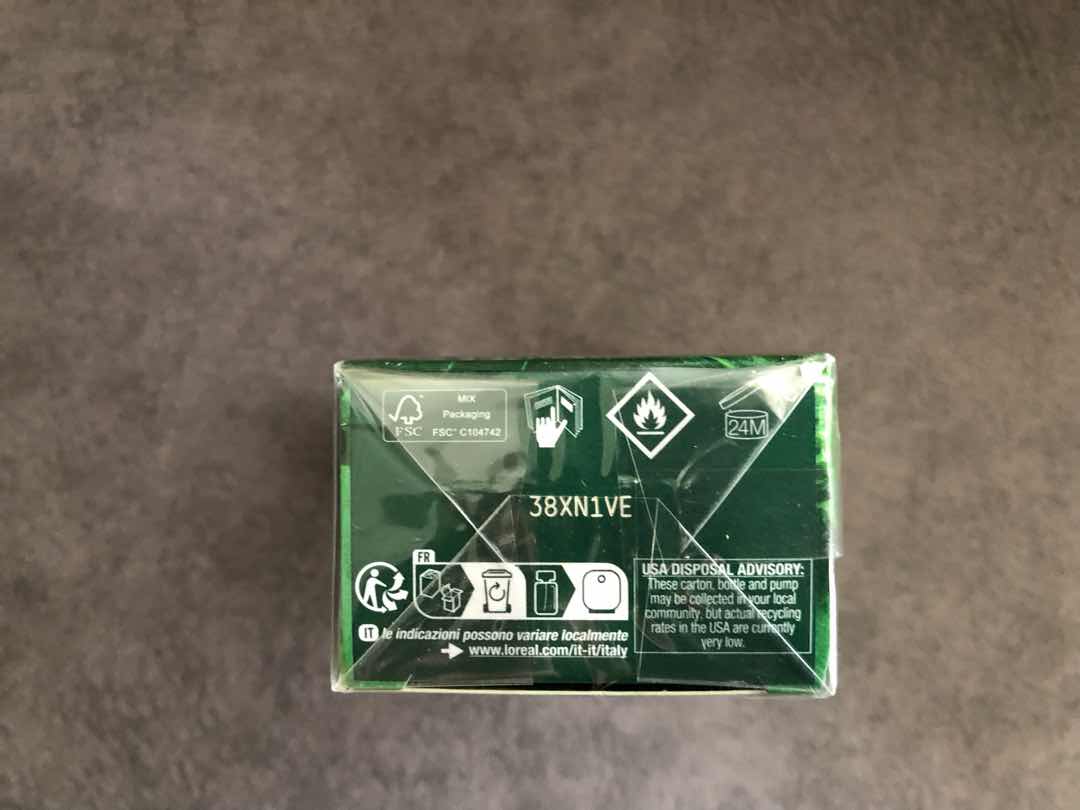 MIX
Packaging
FSC
FSC® C104742
24M
38XN1VE
FR
USA DISPOSAL ADVISORY:
These carton, bottle and pump
may be collected in your local
community, but actual recycling
rates in the USA are currently
very low.
IT le indicazioni possono variare localmente
www.loreal.com/it-it/italy